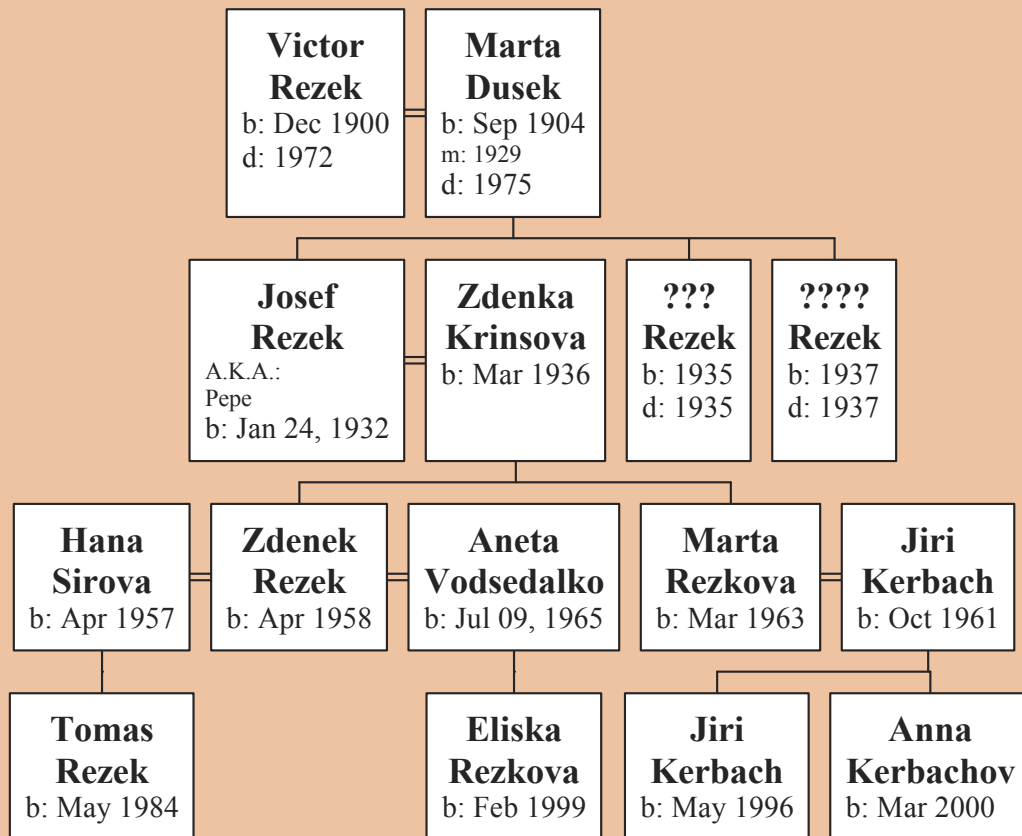 Victor
Rezek
b: Dec 1900
d: 1972
Marta
Dusek
b: Sep 1904
m: 1929
d: 1975
Josef
Rezek
A.K.A.:
Pepe
b: Jan 24, 1932
Zdenka
Krinsova
b: Mar 1936
???
Rezek
b: 1935
d: 1935
????
Rezek
b: 1937
d: 1937
Hana
Sirova
b: Apr 1957
Zdenek
Rezek
b: Apr 1958
Aneta
Vodsedalko
b: Jul 09, 1965
Marta
Rezkova
b: Mar 1963
Jiri
Kerbach
b: Oct 1961
Tomas
Rezek
b: May 1984
Eliska
Rezkova
b: Feb 1999
Jiri
Kerbach
b: May 1996
Anna
Kerbachov
b: Mar 2000